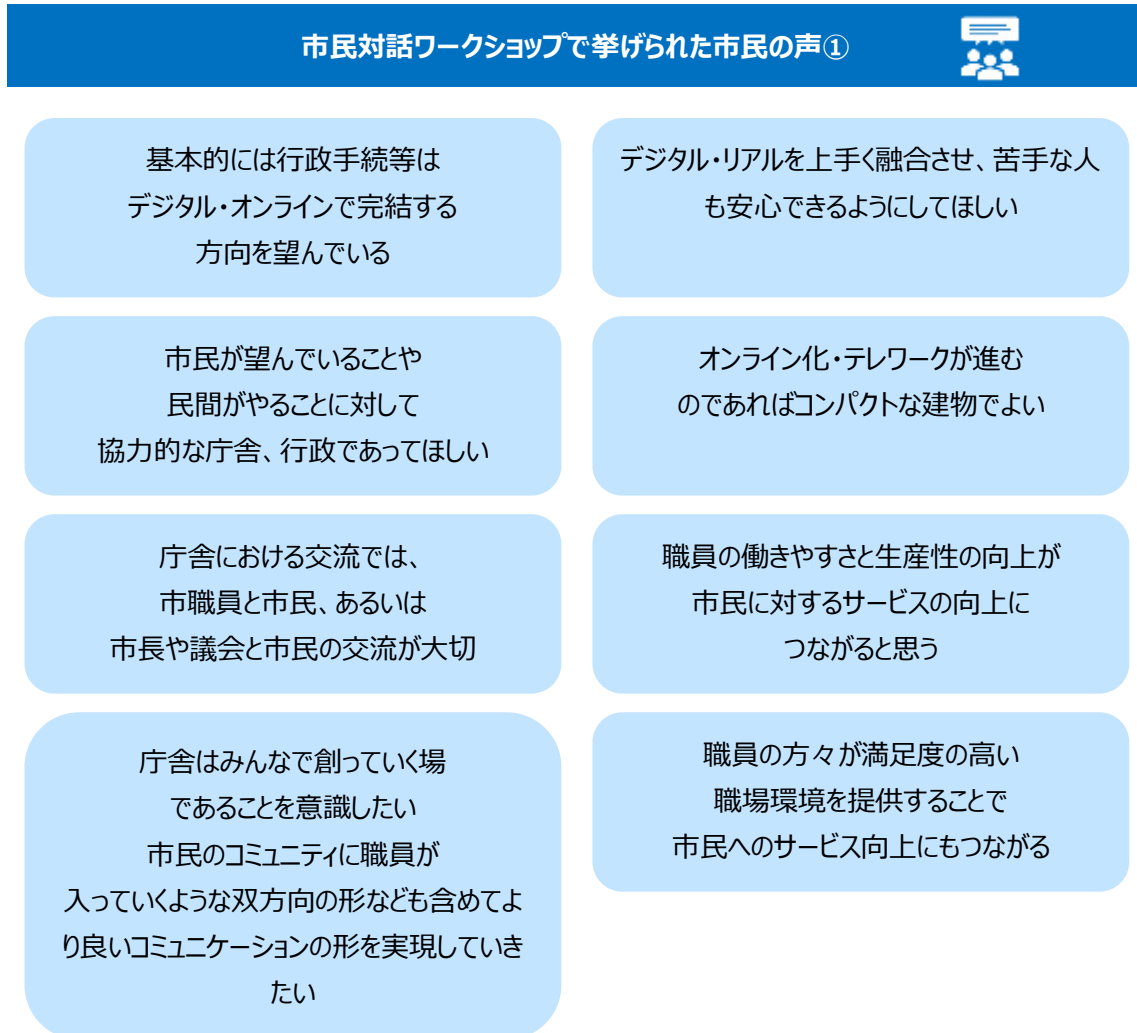 市民対話ワークショップで挙げられた市民の声①
基本的には行政手続等は
デジタル・オンラインで完結する
方向を望んでいる
デジタル・リアルを上手く融合させ、苦手な人
も安心できるようにしてほしい
市民が望んでいることや
民間がやることに対して
協力的な庁舎、行政であってほしい
オンライン化・テレワークが進む
のであればコンパクトな建物でよい
庁舎における交流では、
市職員と市民、あるいは
市長や議会と市民の交流が大切
職員の働きやすさと生産性の向上が
市民に対するサービスの向上に
つながると思う
庁舎はみんなで創っていく場
であることを意識したい
市民のコミュニティに職員が
入っていくような双方向の形なども含めてよ
り良いコミュニケーションの形を実現していき
たい
職員の方々が満足度の高い
職場環境を提供することで
市民へのサービス向上にもつながる